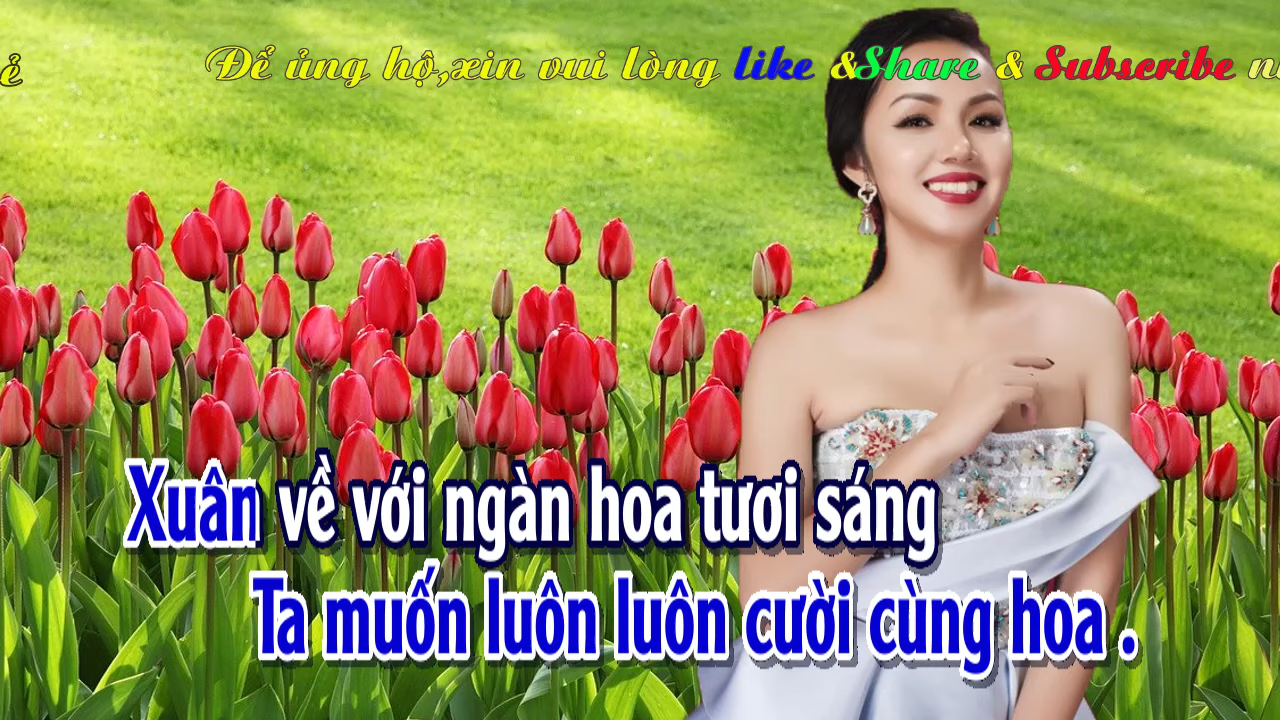 ẻ Để ủng hộ,xin vui lòng like &Share & Subscribe
Xuân về với ngàn hoa tươi sáng
Ta muốn luôn luôn cười cùng hoa .